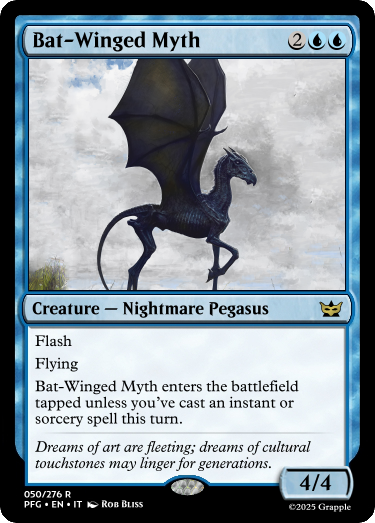 Bat-Winged Myth 2
Creature — Nightmare Pegasus
Flash
Flying
Bat-Winged Myth enters the battlefield
tapped unless you've cast an instant or
sorcery spell this turn.
Dreams of art are fleeting; dreams of cultural
touchstones may linger for generations.
4/4
050/276 R
PFG • EN • IT Rob Bliss
©2025 Grapple